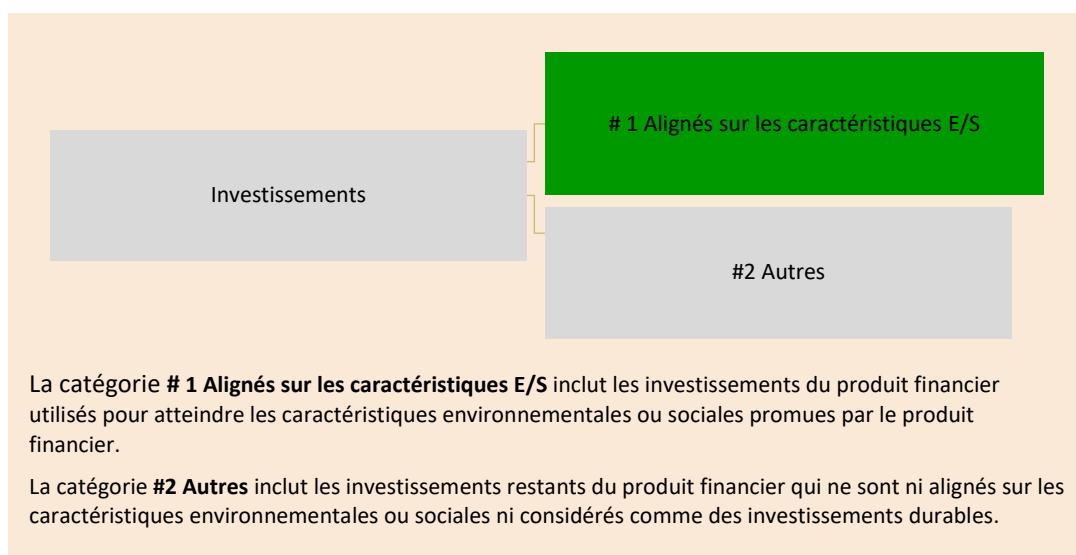 # 1 Alignés sur les caractéristiques E/S
Investissements
#2 Autres
La catégorie # 1 Alignés sur les caractéristiques E/S inclut les investissements du produit financier
utilisés pour atteindre les caractéristiques environnementales ou sociales promues par le produit
financier.
La catégorie #2 Autres inclut les investissements restants du produit financier qui ne sont ni alignés sur les
caractéristiques environnementales ou sociales ni considérés comme des investissements durables.